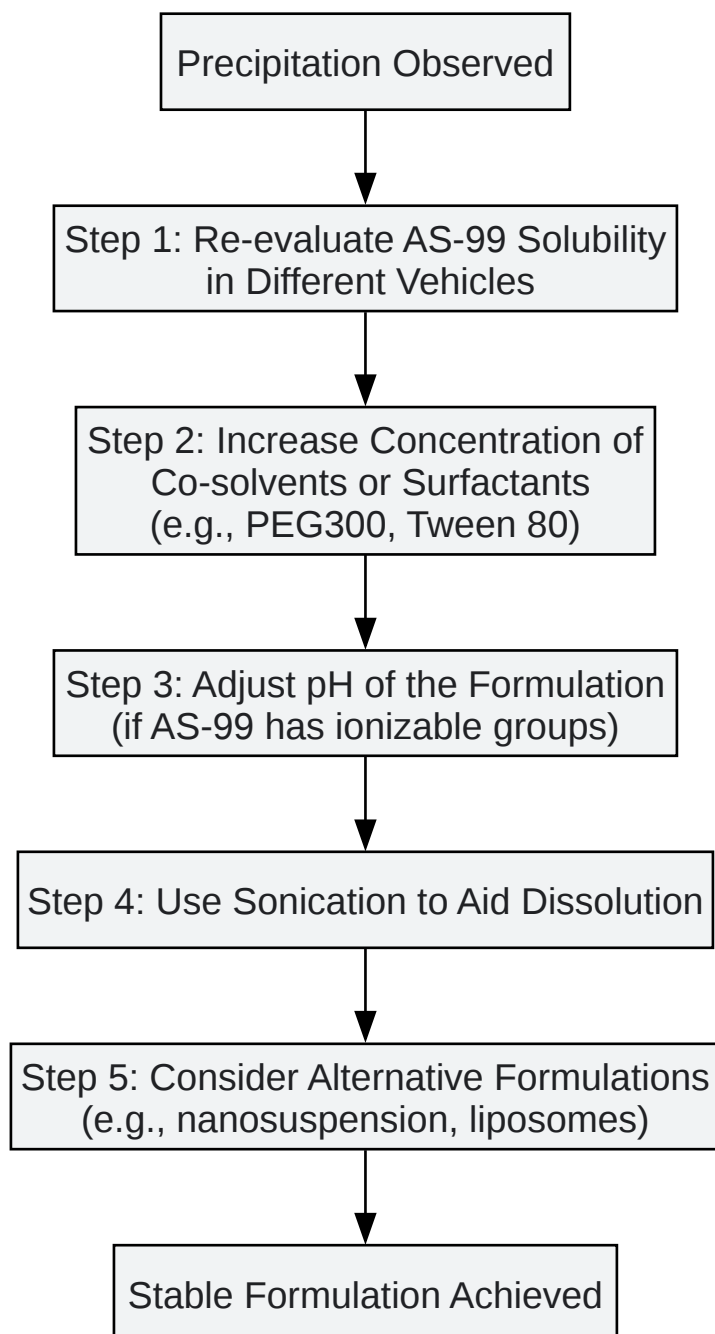 Precipitation Observed
Step 1: Re-evaluate AS-99 Solubility
in Different Vehicles
Step 2: Increase Concentration of
Co-solvents or Surfactants
(e.g., PEG300, Tween 80)
Step 3: Adjust pH of the Formulation
(if AS-99 has ionizable groups)
Step 4: Use Sonication to Aid Dissolution
Step 5: Consider Alternative Formulations
(e.g., nanosuspension, liposomes)
Stable Formulation Achieved